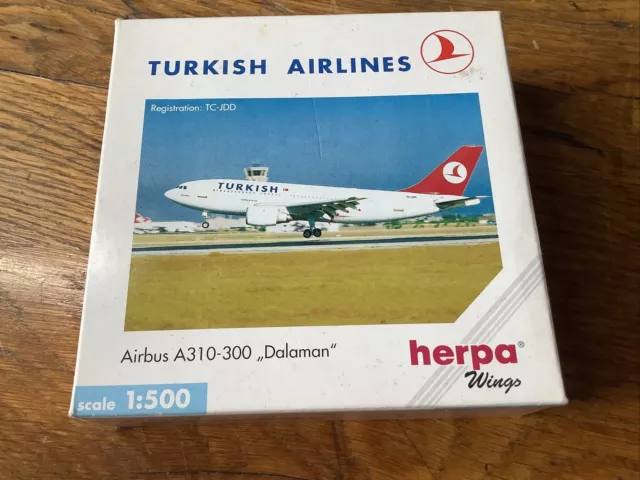 TURKISH AIRLINES
Registration: TC-JDD
TURKISH
Airbus A310-300 „Dalaman“
herpa®
Wings
scale 1:500